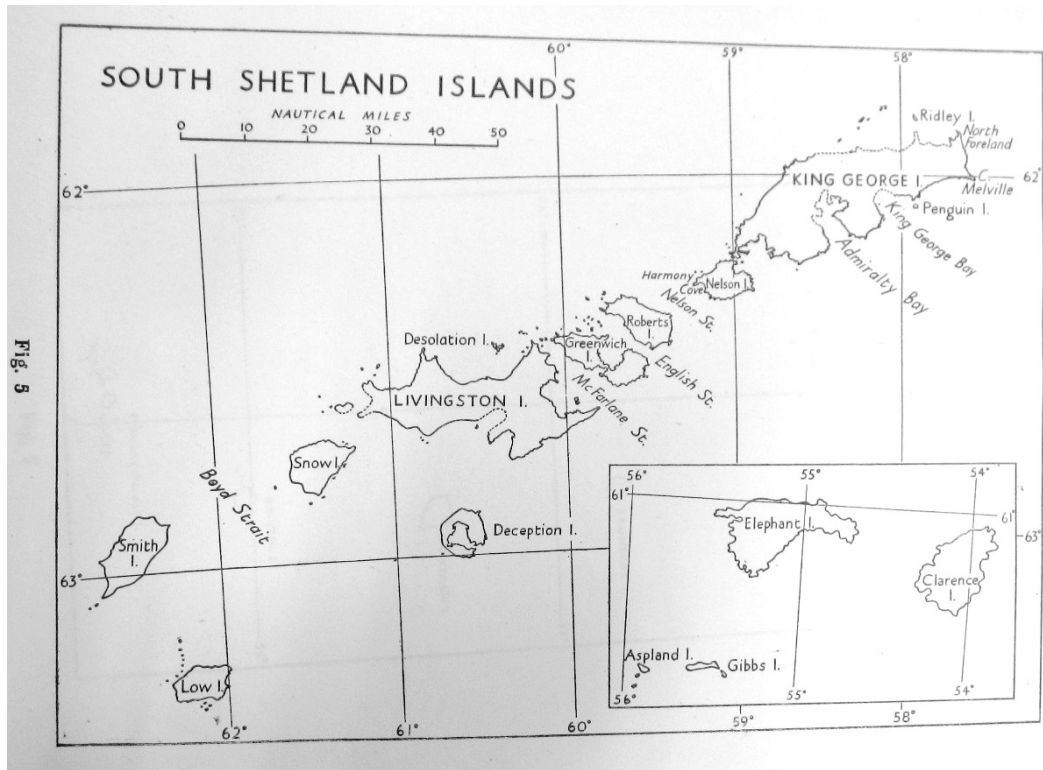 60°
59°
58°
SOUTH SHETLAND ISLANDS
NAUTICAL MILES
0 10 20 30 40 50
Ridley I.
North
Foreland
62°
KING GEORGE I.
C.
Melville
62°
Penguin I.
King George Bay
Admiralty Bay
Harmony
Cove
Nelson I.
Nelson St.
Roberts
I.
Greenwich
I.
English St.
McFarlane St.
Desolation I.
LIVINGSTON I.
Fig. 5
Snow I.
Boyd Strait
Smith
I.
Deception I.
63°
63°
Low I.
62°
61°
60°
59°
58°
56°
55°
54°
61°
61°
Elephant I.
Clarence
I.
Aspland I.
Gibbs I.
56°
55°
54°